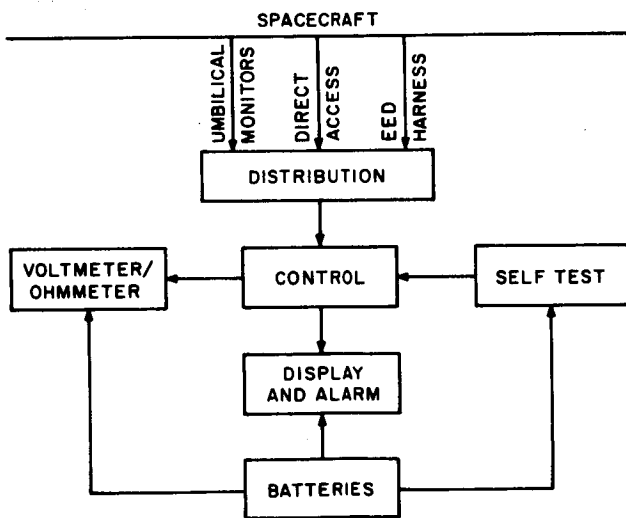 SPACECRAFT
UMBILICAL
MONITORS
DIRECT
ACCESS
EED
HARNESS
DISTRIBUTION
VOLTMETER/
OHMMETER
CONTROL
SELF TEST
DISPLAY
AND ALARM
BATTERIES